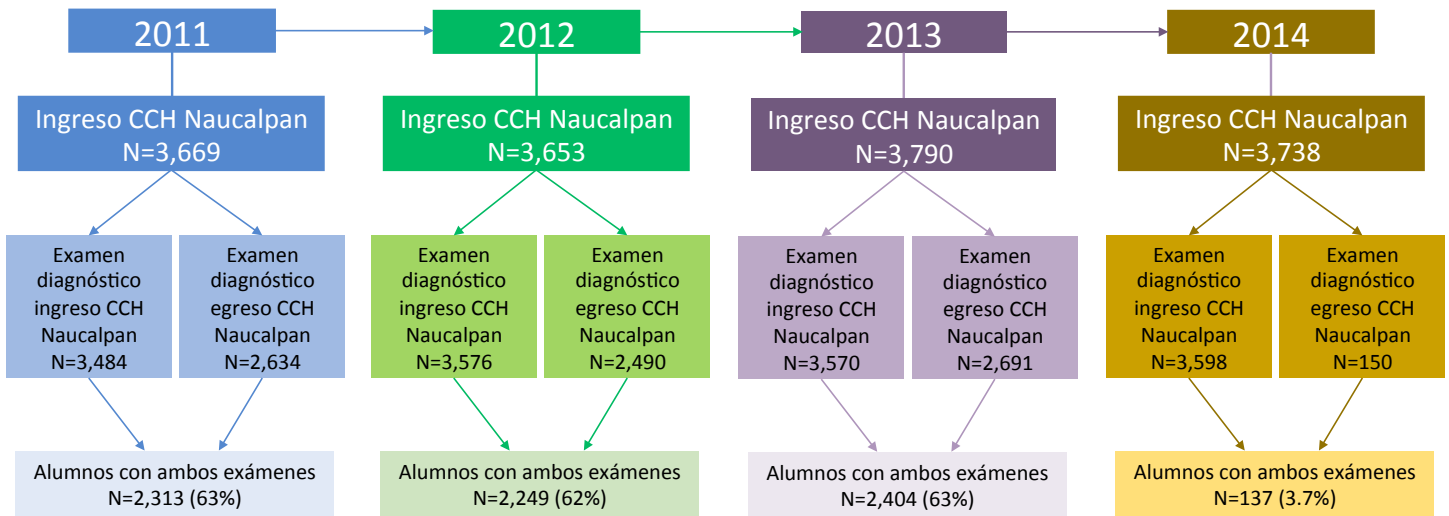 2011
Ingreso CCH Naucalpan
N=3,669
Examen
diagnóstico
ingreso CCH
Naucalpan
N=3,484
Examen
diagnóstico
egreso CCH
Naucalpan
N=2,634
Alumnos con ambos exámenes
N=2,313 (63%)
2012
Ingreso CCH Naucalpan
N=3,653
Examen
diagnóstico
ingreso CCH
Naucalpan
N=3,576
Examen
diagnóstico
egreso CCH
Naucalpan
N=2,490
Alumnos con ambos exámenes
N=2,249 (62%)
2013
Ingreso CCH Naucalpan
N=3,790
Examen
diagnóstico
ingreso CCH
Naucalpan
N=3,570
Examen
diagnóstico
egreso CCH
Naucalpan
N=2,691
Alumnos con ambos exámenes
N=2,404 (63%)
2014
Ingreso CCH Naucalpan
N=3,738
Examen
diagnóstico
ingreso CCH
Naucalpan
N=3,598
Examen
diagnóstico
egreso CCH
Naucalpan
N=150
Alumnos con ambos exámenes
N=137 (3.7%)